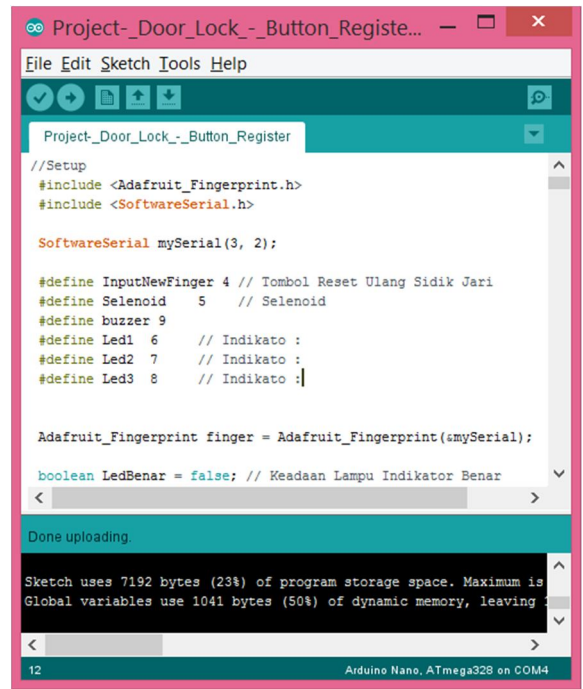 Project-_Door_Lock_-_Button_Registe...
File Edit Sketch Tools Help
Project-_Door_Lock_-_Button_Register
//Setup
#include <Adafruit_Fingerprint.h>
#include <SoftwareSerial.h>
SoftwareSerial mySerial(3, 2);
#define InputNewFinger 4 // Tombol Reset Ulang Sidik Jari
#define Selenoid    5    // Selenoid
#define buzzer 9
#define Led1  6     // Indikato :
#define Led2  7     // Indikato :
#define Led3  8     // Indikato :
Adafruit_Fingerprint finger = Adafruit_Fingerprint(&mySerial);
boolean LedBenar = false; // Keadaan Lampu Indikator Benar
Done uploading.
Sketch uses 7192 bytes (23%) of program storage space. Maximum is
Global variables use 1041 bytes (50%) of dynamic memory, leaving
12
Arduino Nano, ATmega328 on COM4